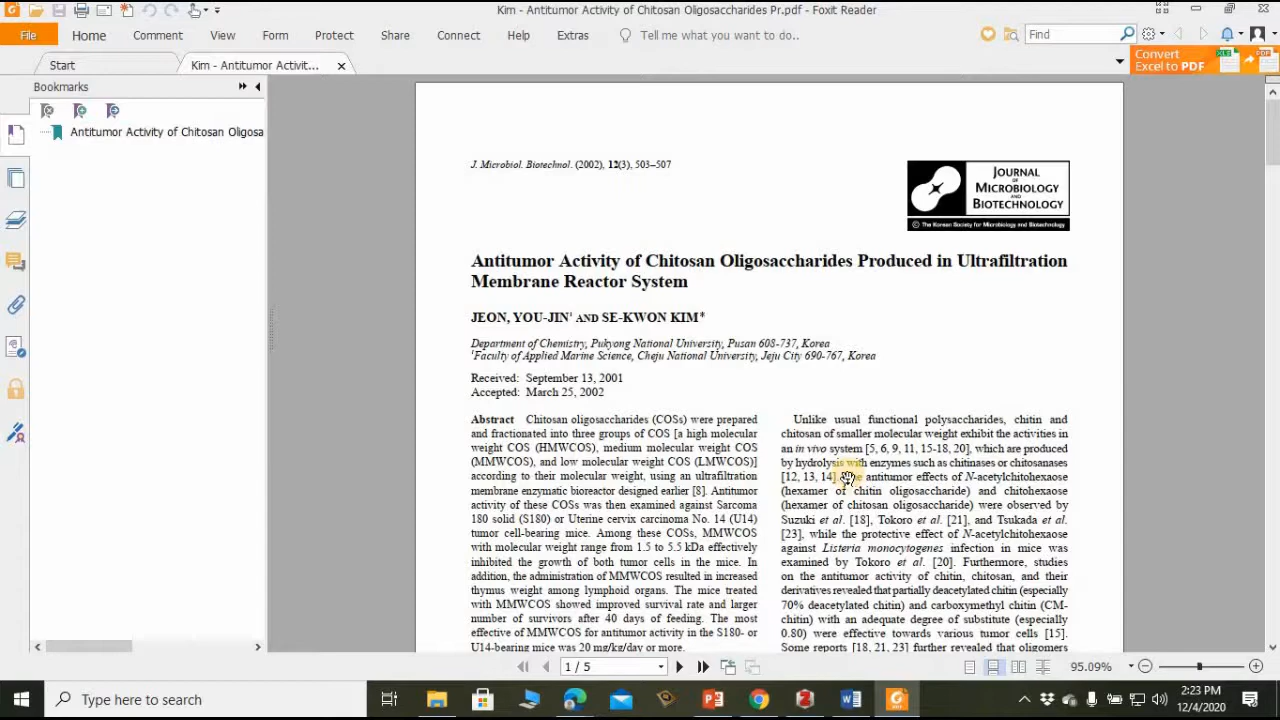 Kim - Antitumor Activity of Chitosan Oligosaccharides Pr.pdf - Foxit Reader
File Home Comment View Form Protect Share Connect Help Extras Tell me what you want to do.. Find
Start Kim - Antitumor Activit...
Convert
Excel to PDF
Bookmarks
Antitumor Activity of Chitosan Oligosa
J. Microbiol. Biotechnol. (2002), 12(3), 503–507
JOURNAL
OF
MICROBIOLOGY
AND
BIOTECHNOLOGY
© The Korean Society for Microbiology and Biotechnology
Antitumor Activity of Chitosan Oligosaccharides Produced in Ultrafiltration
Membrane Reactor System
JEON, YOU-JIN¹ AND SE-KWON KIM*
Department of Chemistry, Pukyong National University, Pusan 608-737, Korea
¹Faculty of Applied Marine Science, Cheju National University, Jeju City 690-767, Korea
Received: September 13, 2001
Accepted: March 25, 2002
Abstract Chitosan oligosaccharides (COSs) were prepared
and fractionated into three groups of COS [a high molecular
weight COS (HMWCOS), medium molecular weight COS
(MMWCOS), and low molecular weight COS (LMWCOS)]
according to their molecular weight, using an ultrafiltration
membrane enzymatic bioreactor designed earlier [8]. Antitumor
activity of these COSs was then examined against Sarcoma
180 solid (S180) or Uterine cervix carcinoma No. 14 (U14)
tumor cell-bearing mice. Among these COSs, MMWCOS
with molecular weight range from 1.5 to 5.5 kDa effectively
inhibited the growth of both tumor cells in the mice. In
addition, the administration of MMWCOS resulted in increased
thymus weight among lymphoid organs. The mice treated
with MMWCOS showed improved survival rate and larger
number of survivors after 40 days of feeding. The most
effective of MMWCOS for antitumor activity in the S180- or
U14-bearing mice was 20 mg/kg/day or more.
Unlike usual functional polysaccharides, chitin and
chitosan of smaller molecular weight exhibit the activities in
an in vivo system [5, 6, 9, 11, 15-18, 20], which are produced
by hydrolysis with enzymes such as chitinases or chitosanases
[12, 13, 14]. antitumor effects of N-acetylchitohexaose
(hexamer of chitin oligosaccharide) and chitohexaose
(hexamer of chitosan oligosaccharide) were observed by
Suzuki et al. [18], Tokoro et al. [21], and Tsukada et al.
[23], while the protective effect of N-acetylchitohexaose
against Listeria monocytogenes infection in mice was
examined by Tokoro et al. [20]. Furthermore, studies
on the antitumor activity of chitin, chitosan, and their
derivatives revealed that partially deacetylated chitin (especially
70% deacetylated chitin) and carboxymethyl chitin (CM-
chitin) with an adequate degree of substitute (especially
0.80) were effective towards various tumor cells [15].
Some reports [18, 21, 23] further revealed that oligomers
1 / 5
95.09%
Type here to search
2:23 PM
12/4/2020